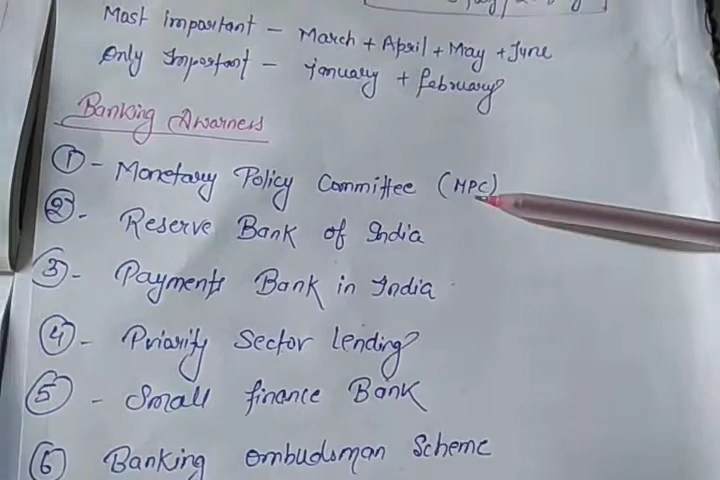 Most important - March + April + May + June
Only Important - january + february
Banking Awarness
① - Monetary Policy Committee (MPC)
② - Reserve Bank of India
③ - Payments Bank in India
④ - Priarity Sector lending
⑤ - Small finance Bank
⑥ Banking ombudsman Scheme